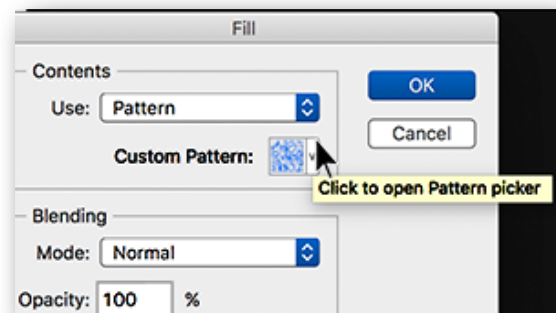 Fill
Contents
OK
Use: Pattern
Cancel
Custom Pattern:
Click to open Pattern picker
Blending
Mode: Normal
Opacity: 100 %